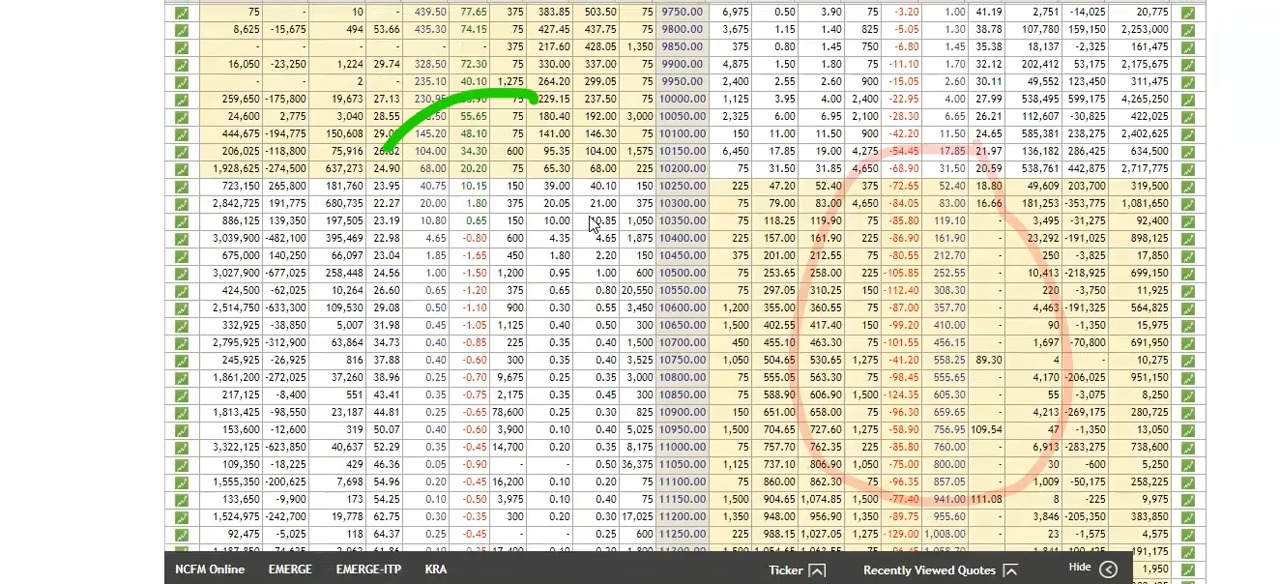 75 - 10 - 439.50 77.65 375 383.85 503.50 75 9750.00 6,975 0.50 3.90 75 -3.20 1.00 41.19 2,751 -14,025 20,775
8,625 -15,675 494 53.66 435.30 74.15 75 427.45 437.75 75 9800.00 3,675 1.15 1.40 825 -5.05 1.30 38.78 107,780 159,150 2,253,000
- - - - - - 375 217.60 428.05 1,350 9850.00 375 0.80 1.45 750 -6.80 1.45 35.38 18,137 -2,325 161,475
16,050 -23,250 1,224 29.74 328.50 72.30 75 330.00 337.00 75 9900.00 4,875 1.50 1.80 75 -11.10 1.70 32.12 202,412 53,175 2,175,675
- - 2 - 235.10 40.10 1,275 264.20 299.05 75 9950.00 2,400 2.55 2.60 900 -15.05 2.60 30.11 49,552 123,450 311,475
259,650 -175,800 19,673 27.13 75 229.15 237.50 75 10000.00 1,125 3.95 4.00 2,400 -22.95 4.00 27.99 538,495 599,175 4,265,250
24,600 2,775 3,040 28.55 55.65 75 180.40 192.00 3,000 10050.00 2,325 6.00 6.95 2,100 -28.30 6.65 26.21 112,607 -30,825 422,025
444,675 -194,775 150,608 145.20 48.10 75 141.00 146.30 75 10100.00 150 11.00 11.50 900 -42.20 11.50 24.65 585,381 238,275 2,402,625
206,025 -118,800 75,916 104.00 34.30 600 95.35 104.00 1,575 10150.00 6,450 17.85 19.00 4,275 -54.45 17.85 21.97 136,182 286,425 634,500
1,928,625 -274,500 637,273 24.90 68.00 20.20 75 65.30 68.00 225 10200.00 75 31.50 31.85 4,650 -68.90 31.50 20.59 538,761 442,875 2,717,775
723,150 265,800 181,760 23.95 40.75 10.15 150 39.00 40.10 150 10250.00 225 47.20 52.40 375 -72.65 52.40 18.80 49,609 203,700 319,500
2,842,725 191,775 680,735 22.27 20.00 1.80 375 20.05 21.00 375 10300.00 75 79.00 83.00 4,650 -84.05 83.00 16.66 181,253 -353,775 1,081,650
886,125 139,350 197,505 23.19 10.80 0.65 150 10.00 10.85 1,050 10350.00 75 118.25 119.90 75 -85.80 119.10 - 3,495 -31,275 92,400
3,039,900 -482,100 395,469 22.98 4.65 -0.80 600 4.35 4.65 1,875 10400.00 225 157.00 161.90 225 -86.90 161.90 - 23,292 -191,025 898,125
675,000 140,250 66,097 23.04 1.85 -1.65 450 1.80 2.20 150 10450.00 375 201.00 212.55 75 -80.55 212.70 - 250 -3,825 17,850
3,027,900 -677,025 258,448 24.56 1.00 -1.50 1,200 0.95 1.00 600 10500.00 75 253.65 258.00 225 -105.85 252.55 - 10,413 -218,925 699,150
424,500 -62,025 10,264 26.60 0.65 -1.20 375 0.65 0.80 20,550 10550.00 75 297.05 310.25 150 -112.40 308.30 - 220 -3,750 11,925
2,514,750 -633,300 109,530 29.08 0.50 -1.10 900 0.30 0.55 3,450 10600.00 1,200 355.00 360.55 75 -87.00 357.70 - 4,463 -191,325 564,825
332,925 -38,850 5,007 31.98 0.45 -1.05 1,125 0.40 0.50 300 10650.00 1,500 402.55 417.40 150 -99.20 410.00 - 90 -1,350 15,975
2,795,925 -312,900 63,864 34.73 0.40 -0.85 225 0.35 0.40 1,500 10700.00 450 455.10 463.30 75 -101.55 456.15 - 1,697 -70,800 691,950
245,925 -26,925 816 37.88 0.40 -0.60 300 0.35 0.40 3,525 10750.00 1,050 504.65 530.65 1,275 -41.20 558.25 89.30 4 - 10,275
1,861,200 -272,025 37,260 38.96 0.25 -0.70 9,675 0.25 0.35 3,000 10800.00 75 555.05 563.30 75 -98.45 555.65 - 4,170 -206,025 951,150
217,125 -8,400 551 43.41 0.35 -0.75 2,175 0.35 0.45 300 10850.00 75 588.90 606.90 1,500 -124.35 605.30 - 55 -3,075 8,250
1,813,425 -98,550 23,187 44.81 0.25 -0.65 78,600 0.25 0.30 825 10900.00 150 651.00 658.00 75 -96.30 659.65 - 4,213 -269,175 280,725
153,600 -12,600 319 50.07 0.40 -0.60 3,900 0.10 0.40 5,025 10950.00 1,500 704.65 727.60 1,275 -58.90 756.95 109.54 47 -1,350 13,050
3,322,125 -623,850 40,637 52.29 0.35 -0.45 14,700 0.20 0.35 8,175 11000.00 75 757.70 762.35 225 -85.80 760.00 - 6,913 -283,275 738,600
109,350 -18,225 429 46.36 0.05 -0.90 - - 0.50 36,375 11050.00 1,125 737.10 806.90 1,050 -75.00 800.00 - 30 -600 5,250
1,555,350 -200,625 7,698 54.96 0.20 -0.45 16,200 0.10 0.20 75 11100.00 75 860.00 862.30 75 -96.35 857.05 - 1,009 -50,175 258,225
133,650 -9,900 173 54.25 0.10 -0.50 3,975 0.10 0.40 75 11150.00 1,500 904.65 1,074.85 1,500 -77.40 941.00 111.08 8 -225 9,975
1,524,975 -242,700 19,778 62.75 0.30 -0.35 300 0.20 0.30 17,025 11200.00 1,350 948.00 956.90 1,350 -89.75 955.60 - 3,846 -205,350 383,850
92,475 -5,025 118 64.37 0.25 -0.45 - - 0.25 600 11250.00 225 988.15 1,027.05 1,275 -129.00 1,008.00 - 23 -1,575 4,575
191,175
NCFM Online EMERGE EMERGE-ITP KRA Ticker Recently Viewed Quotes Hide
1,950